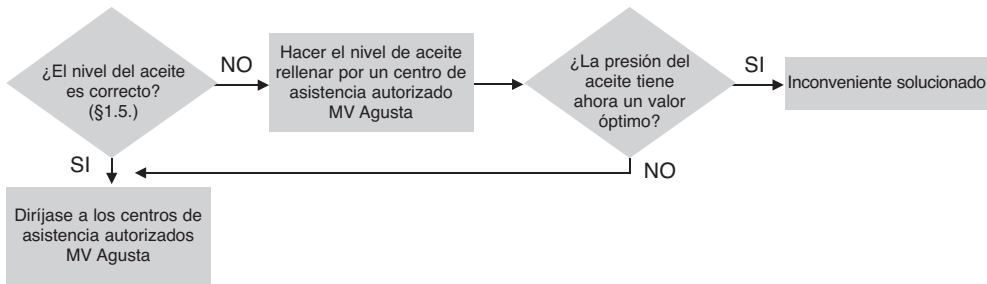 ¿El nivel del aceite
es correcto?
(§1.5.)
NO
Hacer el nivel de aceite
rellenar por un centro de
asistencia autorizado
MV Agusta
¿La presión del
aceite tiene
ahora un valor
óptimo?
SI
Inconveniente solucionado
SI
NO
Diríjase a los centros de
asistencia autorizados
MV Agusta